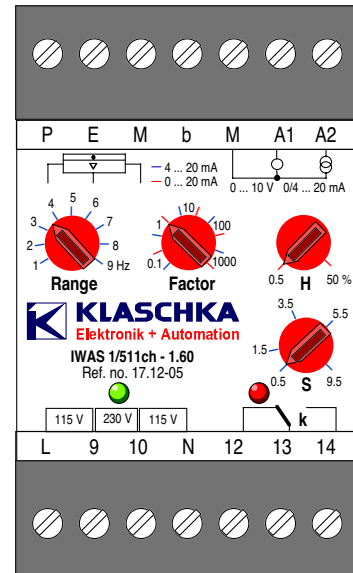 P E M b M A1 A2
4 ... 20 mA
0 ... 20 mA
0 ... 10 V 0/4 ... 20 mA
1 2 3 4 5 6 7 8 9 Hz
Range
0.1 1 10 100 1000
Factor
0.5 50 %
H
KLASCHKA
Elektronik + Automation
IWAS 1/511ch - 1.60
Ref. no. 17.12-05
0.5 1.5 3.5 5.5 9.5
S
115 V 230 V 115 V
k
L 9 10 N 12 13 14